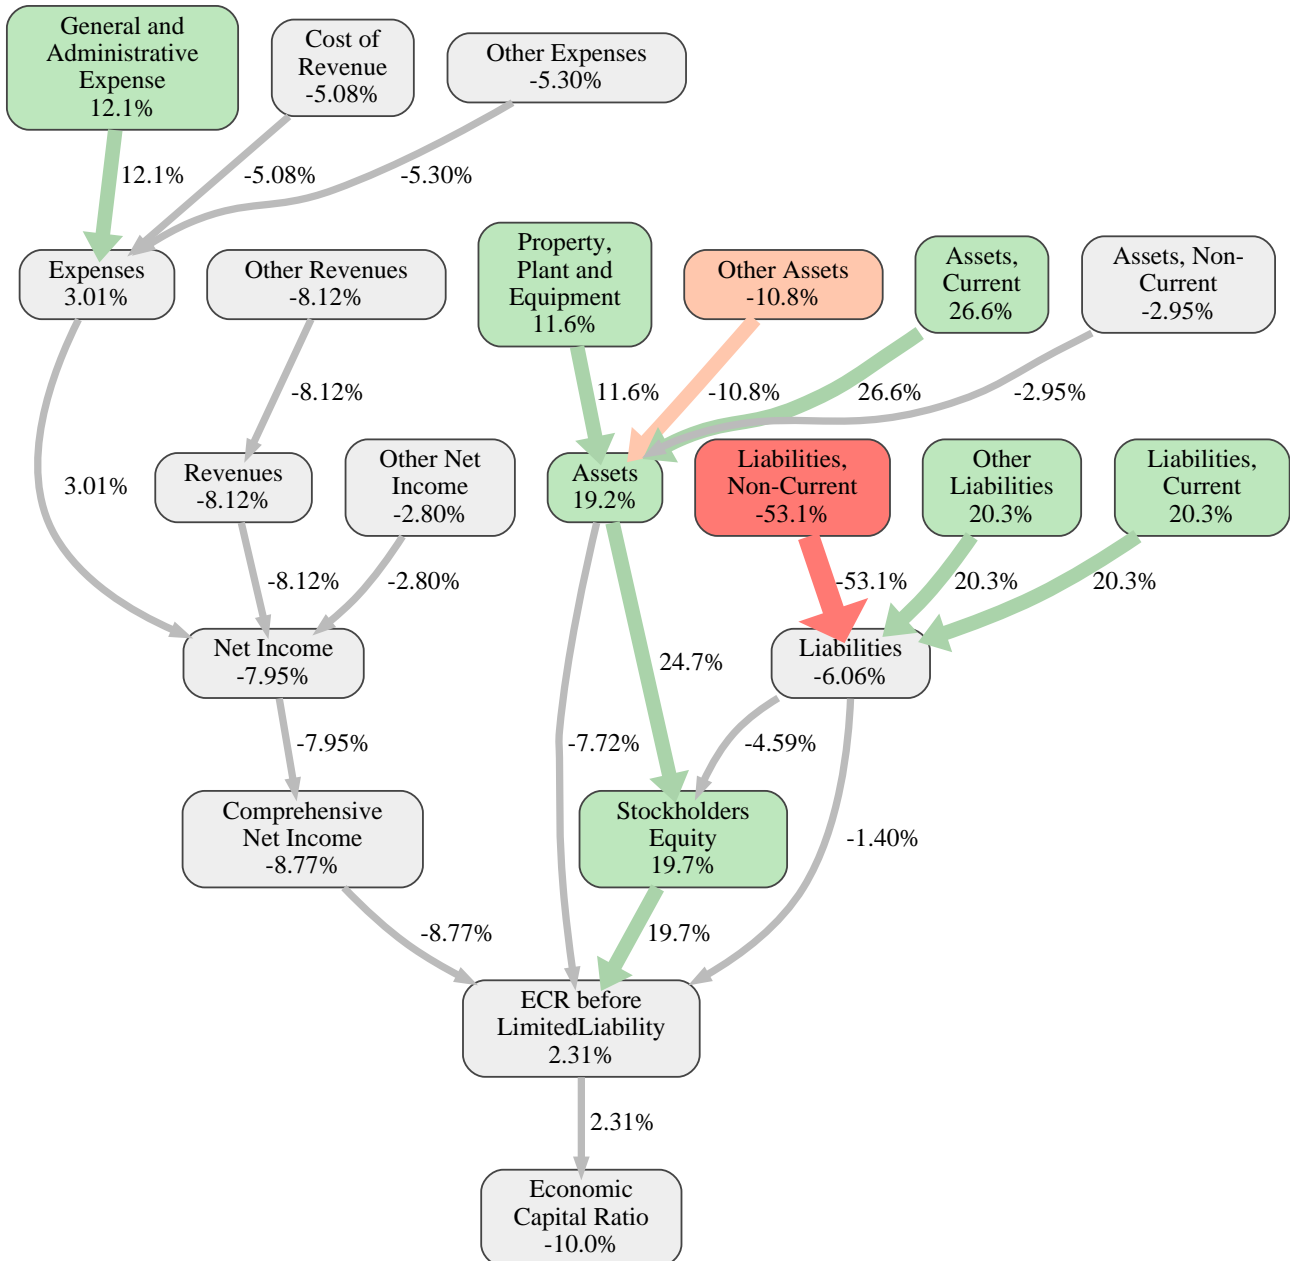 General and
Administrative
Expense
12.1%
Cost of
Revenue
-5.08%
Other Expenses
-5.30%
12.1%
-5.08%
-5.30%
Expenses
3.01%
Other Revenues
-8.12%
Property,
Plant and
Equipment
11.6%
Other Assets
-10.8%
Assets,
Current
26.6%
Assets, Non-
Current
-2.95%
-8.12%
11.6%
-10.8%
26.6%
-2.95%
3.01%
Revenues
-8.12%
Other Net
Income
-2.80%
Assets
19.2%
Liabilities,
Non-Current
-53.1%
Other
Liabilities
20.3%
Liabilities,
Current
20.3%
-8.12%
-2.80%
-53.1%
20.3%
20.3%
Net Income
-7.95%
24.7%
Liabilities
-6.06%
-7.95%
-7.72%
-4.59%
Comprehensive
Net Income
-8.77%
Stockholders
Equity
19.7%
-1.40%
-8.77%
19.7%
ECR before
LimitedLiability
2.31%
2.31%
Economic
Capital Ratio
-10.0%